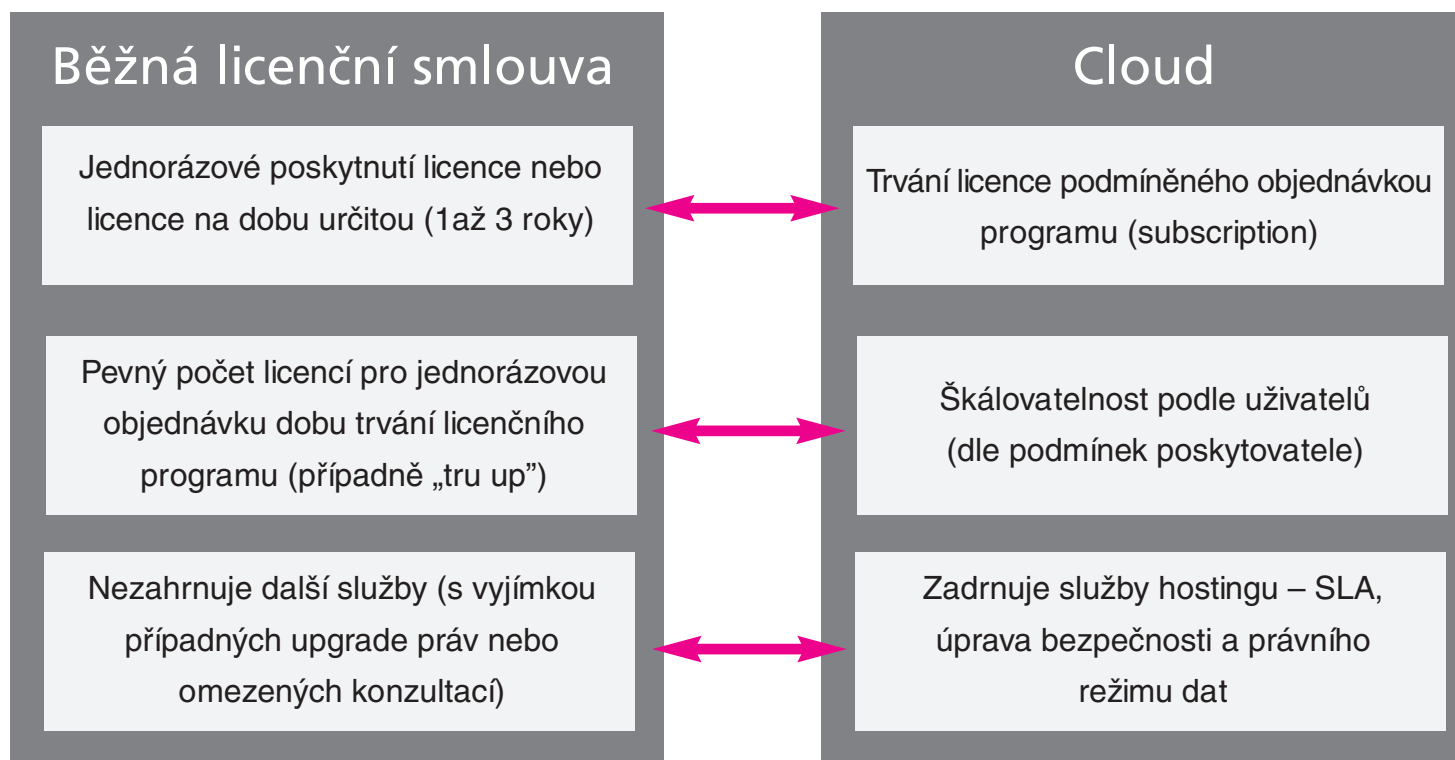 Běžná licenční smlouva
Jednorázové poskytnutí licence nebo
licence na dobu určitou (1až 3 roky)
Pevný počet licencí pro jednorázovou
objednávku dobu trvání licenčního
programu (případně „tru up”)
Nezahrnuje další služby (s vyjímkou
případných upgrade práv nebo
omezených konzultací)
Cloud
Trvání licence podmíněného objednávkou
programu (subscription)
Škálovatelnost podle uživatelů
(dle podmínek poskytovatele)
Zadrnuje služby hostingu – SLA,
úprava bezpečnosti a právního
režimu dat